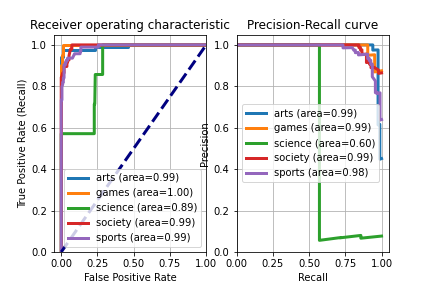 Receiver operating characteristic
True Positive Rate (Recall)
1.0
0.8
0.6
0.4
0.2
0.0
arts (area=0.99)
games (area=1.00)
science (area=0.89)
society (area=0.99)
sports (area=0.99)
0.00 0.25 0.50 0.75 1.00
False Positive Rate
Precision-Recall curve
Precision
1.0
0.8
0.6
0.4
0.2
0.0
arts (area=0.99)
games (area=0.99)
science (area=0.60)
society (area=0.99)
sports (area=0.98)
0.00 0.25 0.50 0.75 1.00
Recall